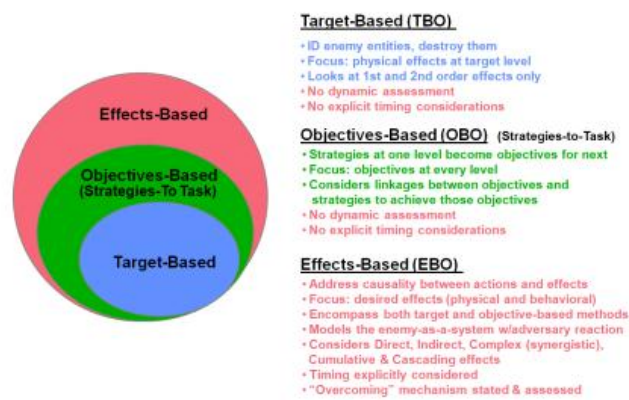 Effects-Based
Objectives-Based
(Strategies-To Task)
Target-Based
Target-Based (TBO)
• ID enemy entities, destroy them
• Focus: physical effects at target level
• Looks at 1st and 2nd order effects only
• No dynamic assessment
• No explicit timing considerations
Objectives-Based (OBO) (Strategies-to-Task)
• Strategies at one level become objectives for next
• Focus: objectives at every level
• Considers linkages between objectives and
strategies to achieve those objectives
• No dynamic assessment
• No explicit timing considerations
Effects-Based (EBO)
• Address causality between actions and effects
• Focus: desired effects (physical and behavioral)
• Encompass both target and objective-based methods
• Models the enemy-as-a-system w/adversary reaction
• Considers Direct, Indirect, Complex (synergistic),
Cumulative & Cascading effects
• Timing explicitly considered
• "Overcoming" mechanism stated & assessed